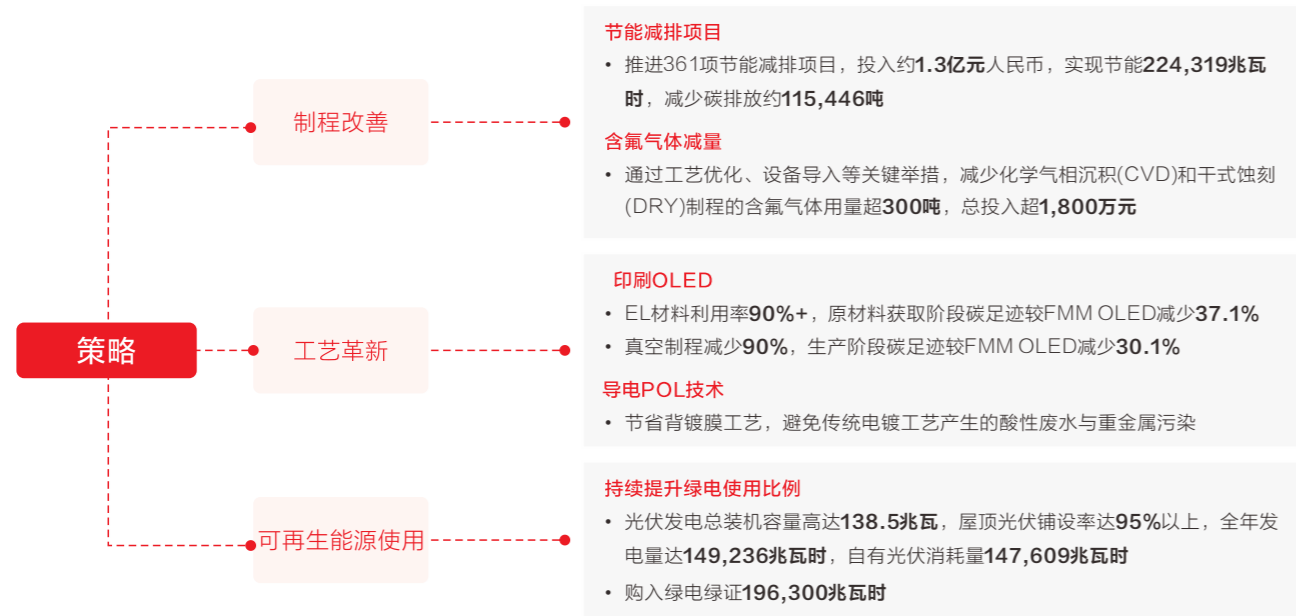 策略
制程改善
节能减排项目
• 推进361项节能减排项目，投入约1.3亿元人民币，实现节能224,319兆瓦
时，减少碳排放约115,446吨
含氟气体减量
• 通过工艺优化、设备导入等关键举措，减少化学气相沉积(CVD)和干式蚀刻
(DRY)制程的含氟气体用量超300吨，总投入超1,800万元
工艺革新
印刷OLED
• EL材料利用率90%+，原材料获取阶段碳足迹较FMM OLED减少37.1%
• 真空制程减少90%，生产阶段碳足迹较FMM OLED减少30.1%
导电POL技术
• 节省背镀膜工艺，避免传统电镀工艺产生的酸性废水与重金属污染
可再生能源使用
持续提升绿电使用比例
• 光伏发电总装机容量高达138.5兆瓦，屋顶光伏铺设率达95%以上，全年发
电量达149,236兆瓦时，自有光伏消耗量147,609兆瓦时
• 购入绿电绿证196,300兆瓦时